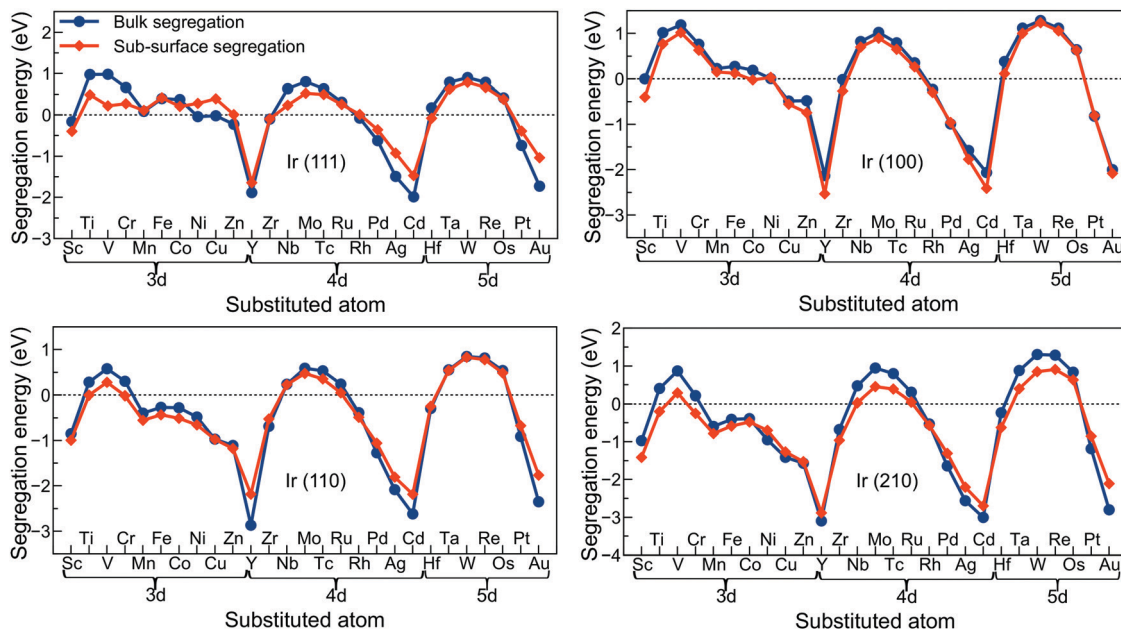 Segregation energy (eV)
Bulk segregation
Sub-surface segregation
2
1
0
−1
−2
−3
Ir (111)
Ti Cr Fe Ni Zn Zr Mo Ru Pd Cd Ta Re Pt
Sc V Mn Co Cu Y Nb Tc Rh Ag Hf W Os Au
3d 4d 5d
Substituted atom
Segregation energy (eV)
1
0
−1
−2
−3
Ir (100)
Ti Cr Fe Ni Zn Zr Mo Ru Pd Cd Ta Re Pt
Sc V Mn Co Cu Y Nb Tc Rh Ag Hf W Os Au
3d 4d 5d
Substituted atom
Segregation energy (eV)
1
0
−1
−2
−3
Ir (110)
Ti Cr Fe Ni Zn Zr Mo Ru Pd Cd Ta Re Pt
Sc V Mn Co Cu Y Nb Tc Rh Ag Hf W Os Au
3d 4d 5d
Substituted atom
Segregation energy (eV)
2
1
0
−1
−2
−3
−4
Ir (210)
Ti Cr Fe Ni Zn Zr Mo Ru Pd Cd Ta Re Pt
Sc V Mn Co Cu Y Nb Tc Rh Ag Hf W Os Au
3d 4d 5d
Substituted atom